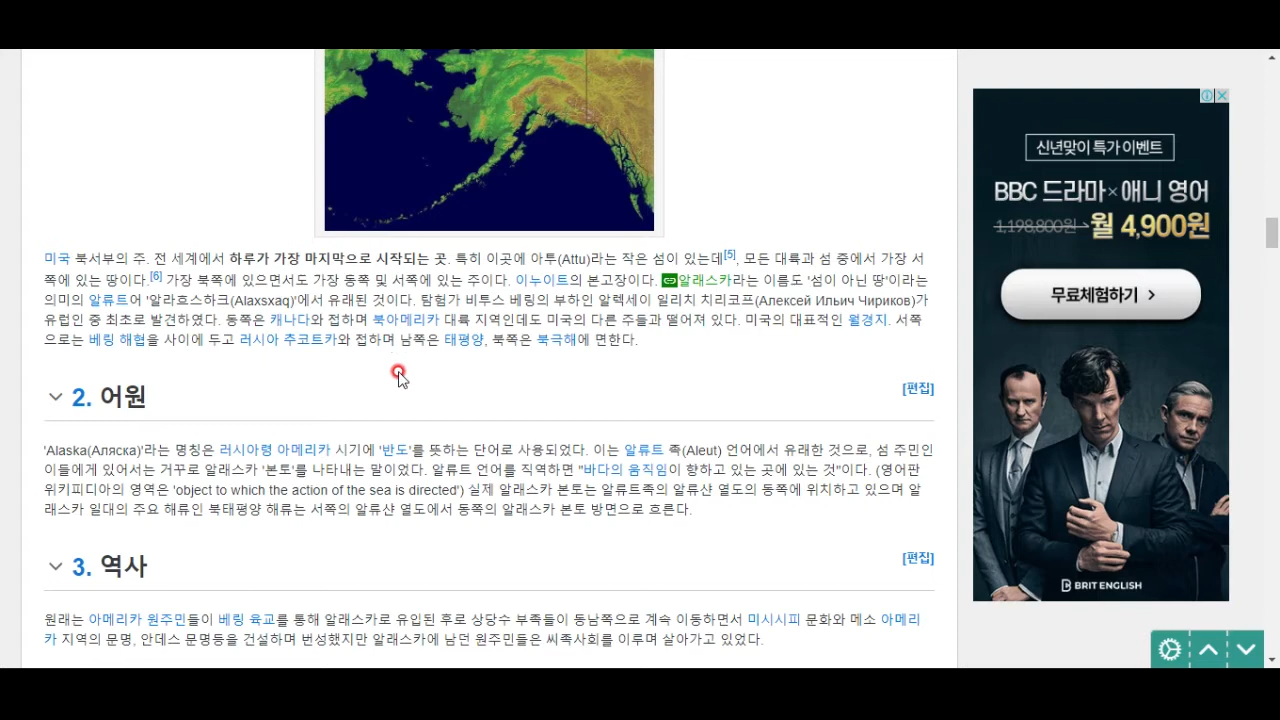 미국 북서부의 주. 전 세계에서 하루가 가장 마지막으로 시작되는 곳. 특히 이곳에 아투(Attu)라는 작은 섬이 있는데[5], 모든 대륙과 섬 중에서 가장 서
쪽에 있는 땅이다.[6] 가장 북쪽에 있으면서도 가장 동쪽 및 서쪽에 있는 주이다. 이누이트의 본고장이다. 알래스카라는 이름도 '섬이 아닌 땅'이라는
의미의 알류트어 '알라흐스하크(Alaxsxaq)'에서 유래된 것이다. 탐험가 비투스 베링의 부하인 알렉세이 일리치 치리코프(Алексей Ильич Чириков)가
유럽인 중 최초로 발견하였다. 동쪽은 캐나다와 접하며 북아메리카 대륙 지역인데도 미국의 다른 주들과 떨어져 있다. 미국의 대표적인 월경지. 서쪽
으로는 베링 해협을 사이에 두고 러시아 추코트카와 접하며 남쪽은 태평양, 북쪽은 북극해에 면한다.
2. 어원
[편집]
'Alaska(Аляска)'라는 명칭은 러시아령 아메리카 시기에 '반도'를 뜻하는 단어로 사용되었다. 이는 알류트 족(Aleut) 언어에서 유래한 것으로, 섬 주민인
이들에게 있어서는 거꾸로 알래스카 '본토'를 나타내는 말이었다. 알류트 언어를 직역하면 "바다의 움직임이 향하고 있는 곳에 있는 것"이다. (영어판
위키피디아의 영역은 'object to which the action of the sea is directed') 실제 알래스카 본토는 알류트족의 알류샨 열도의 동쪽에 위치하고 있으며 알
래스카 일대의 주요 해류인 북태평양 해류는 서쪽의 알류샨 열도에서 동쪽의 알래스카 본토 방면으로 흐른다.
3. 역사
[편집]
원래는 아메리카 원주민들이 베링 육교를 통해 알래스카로 유입된 후로 상당수 부족들이 동남쪽으로 계속 이동하면서 미시시피 문화와 메소 아메리
카 지역의 문명, 안데스 문명등을 건설하며 번성했지만 알래스카에 남던 원주민들은 씨족사회를 이루며 살아가고 있었다.
신년맞이 특가 이벤트
BBC 드라마×애니 영어
1,198,800원 월 4,900원
무료체험하기 >
BRIT ENGLISH